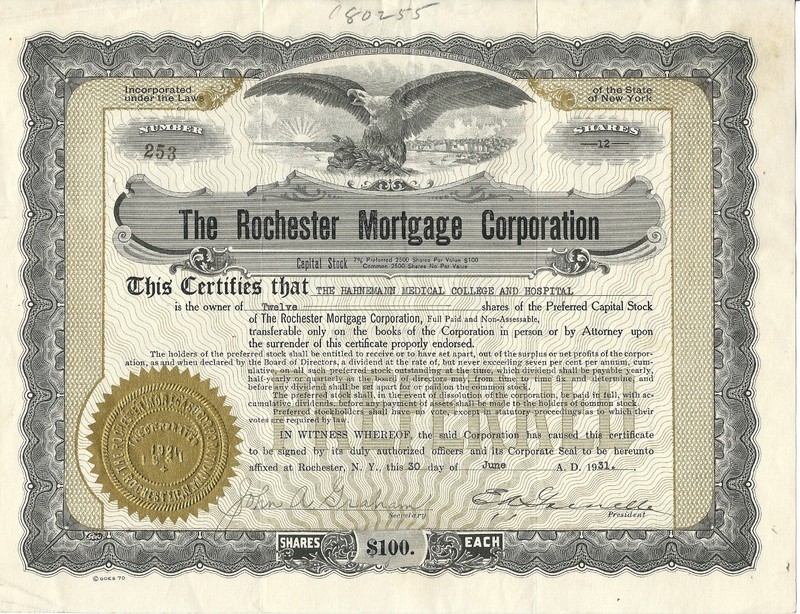 C80255
Incorporated
under the Laws
of the State
of New York
NUMBER
253
SHARES
12
The Rochester Mortgage Corporation
Capital Stock 7% Preferred 2500 Shares Par Value $100
Common 2500 Shares No Par Value
This Certifies that THE HAHNEMANN MEDICAL COLLEGE AND HOSPITAL
is the owner of Twelve shares of the Preferred Capital Stock
of The Rochester Mortgage Corporation, Full Paid and Non-Assessable,
transferable only on the books of the Corporation in person or by Attorney upon
the surrender of this certificate properly endorsed.
The holders of the preferred stock shall be entitled to receive or to have set apart, out of the surplus or net profits of the corpor-
ation, as and when declared by the Board of Directors, a dividend at the rate of, but never exceeding seven per cent per annum, cum-
ulative on all such preferred stock outstanding at the time, which dividend shall be payable yearly,
half-yearly or quarterly as the board of directors may from time to time fix and determine, and
before any dividend shall be set apart for or paid on the common stock.
The preferred stock shall, in the event of dissolution of the corporation, be paid in full, with ac-
cumulative dividends, before any payment of assets shall be made to the holders of common stock.
Preferred stockholders shall have no vote, except in statutory proceedings as to which their
votes are required by law.
PREFERRED
IN WITNESS WHEREOF, the said Corporation has caused this certificate
to be signed by its duly authorized officers and its Corporate Seal to be hereunto
affixed at Rochester, N. Y., this 30 day of June A. D. 1931.
John A Graham
Secretary
President
INCORPORATED
1924
SHARES $100. EACH
Goes
© GOES 70